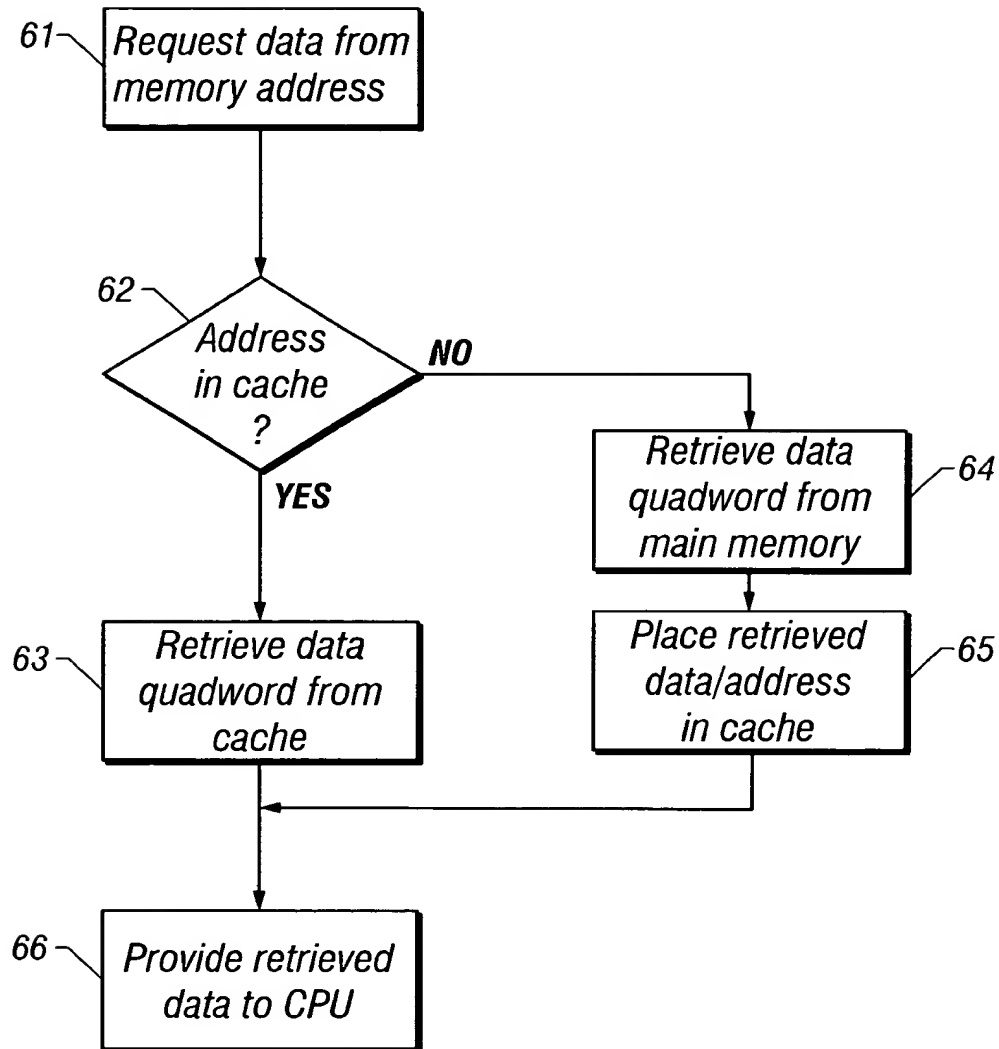 61
Request data from
memory address
62
Address
in cache
?
NO
YES
Retrieve data
quadword from
main memory
64
63
Retrieve data
quadword from
cache
Place retrieved
data/address
in cache
65
66
Provide retrieved
data to CPU